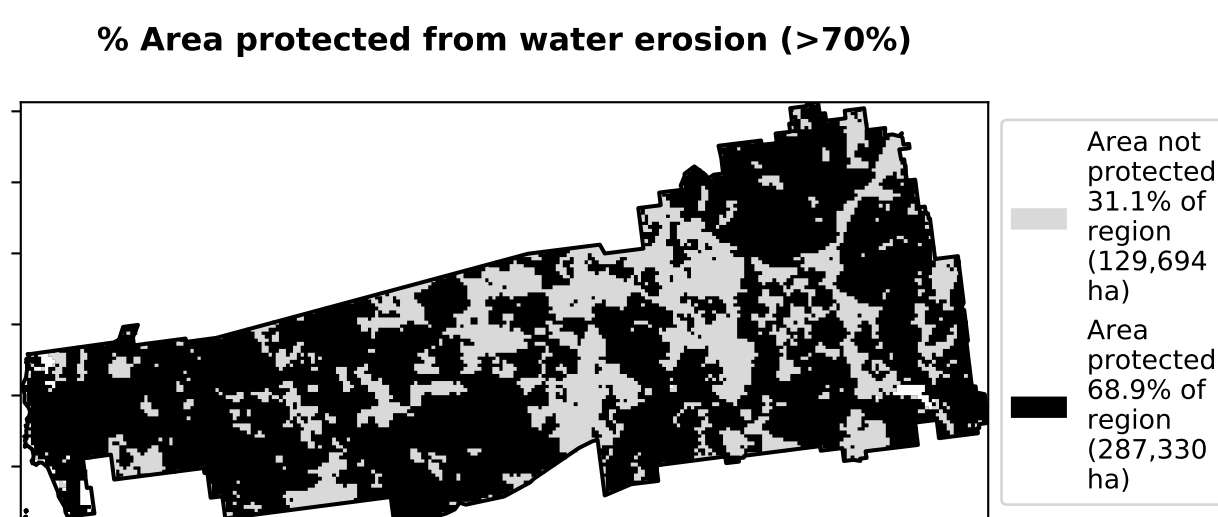 % Area protected from water erosion (>70%)
Area not
protected
31.1% of
region
(129,694
ha)
Area
protected
68.9% of
region
(287,330
ha)